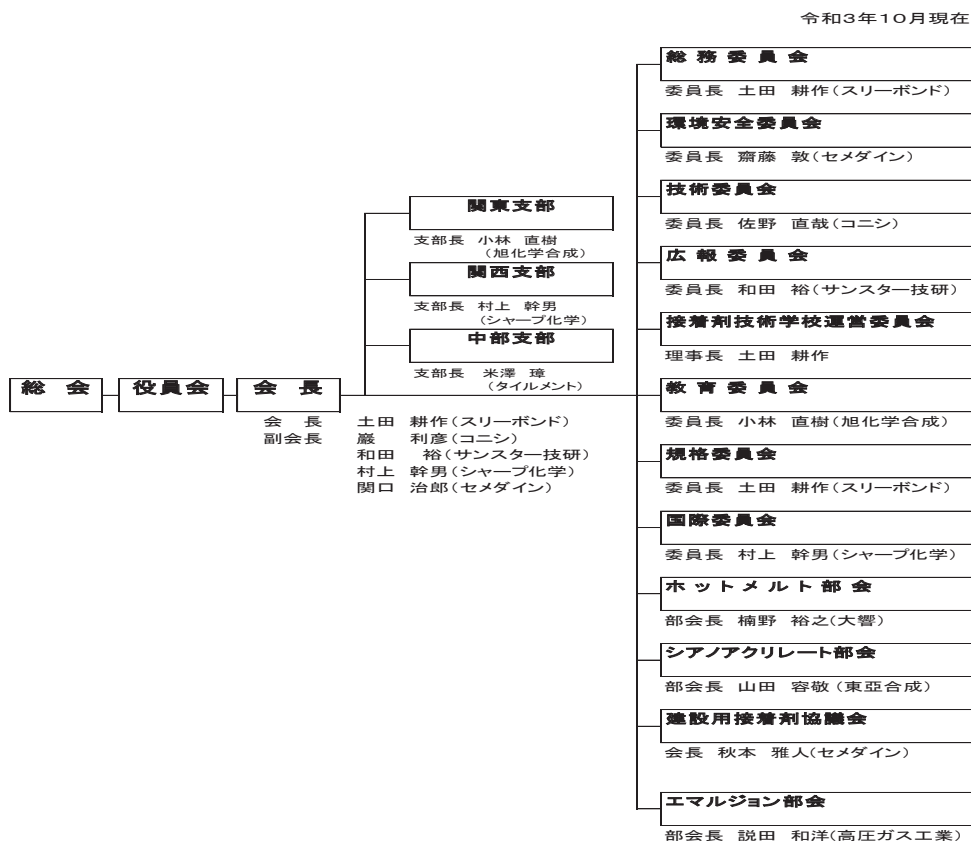 令和3年10月現在
総務委員会
委員長 土田 耕作(スリーボンド)
環境安全委員会
委員長 齋藤 敦(セメダイン)
技術委員会
委員長 佐野 直哉(コニシ)
広報委員会
委員長 和田 裕(サンスター技研)
接着剤技術学校運営委員会
理事長 土田 耕作
教育委員会
委員長 小林 直樹(旭化学合成)
規格委員会
委員長 土田 耕作(スリーボンド)
国際委員会
委員長 村上 幹男(シャープ化学)
ホットメルト部会
部会長 楠野 裕之(大響)
シアノアクリレート部会
部会長 山田 容敬(東亞合成)
建設用接着剤協議会
会長 秋本 雅人(セメダイン)
エマルジョン部会
部会長 説田 和洋(高圧ガス工業)
関東支部
支部長 小林 直樹
(旭化学合成)
関西支部
支部長 村上 幹男
(シャープ化学)
中部支部
支部長 米澤 璋
(タイルメント)
総会 役員会 会長
会長 土田 耕作(スリーボンド)
副会長 巖 利彦(コニシ)
和田 裕(サンスター技研)
村上 幹男(シャープ化学)
関口 治郎(セメダイン)